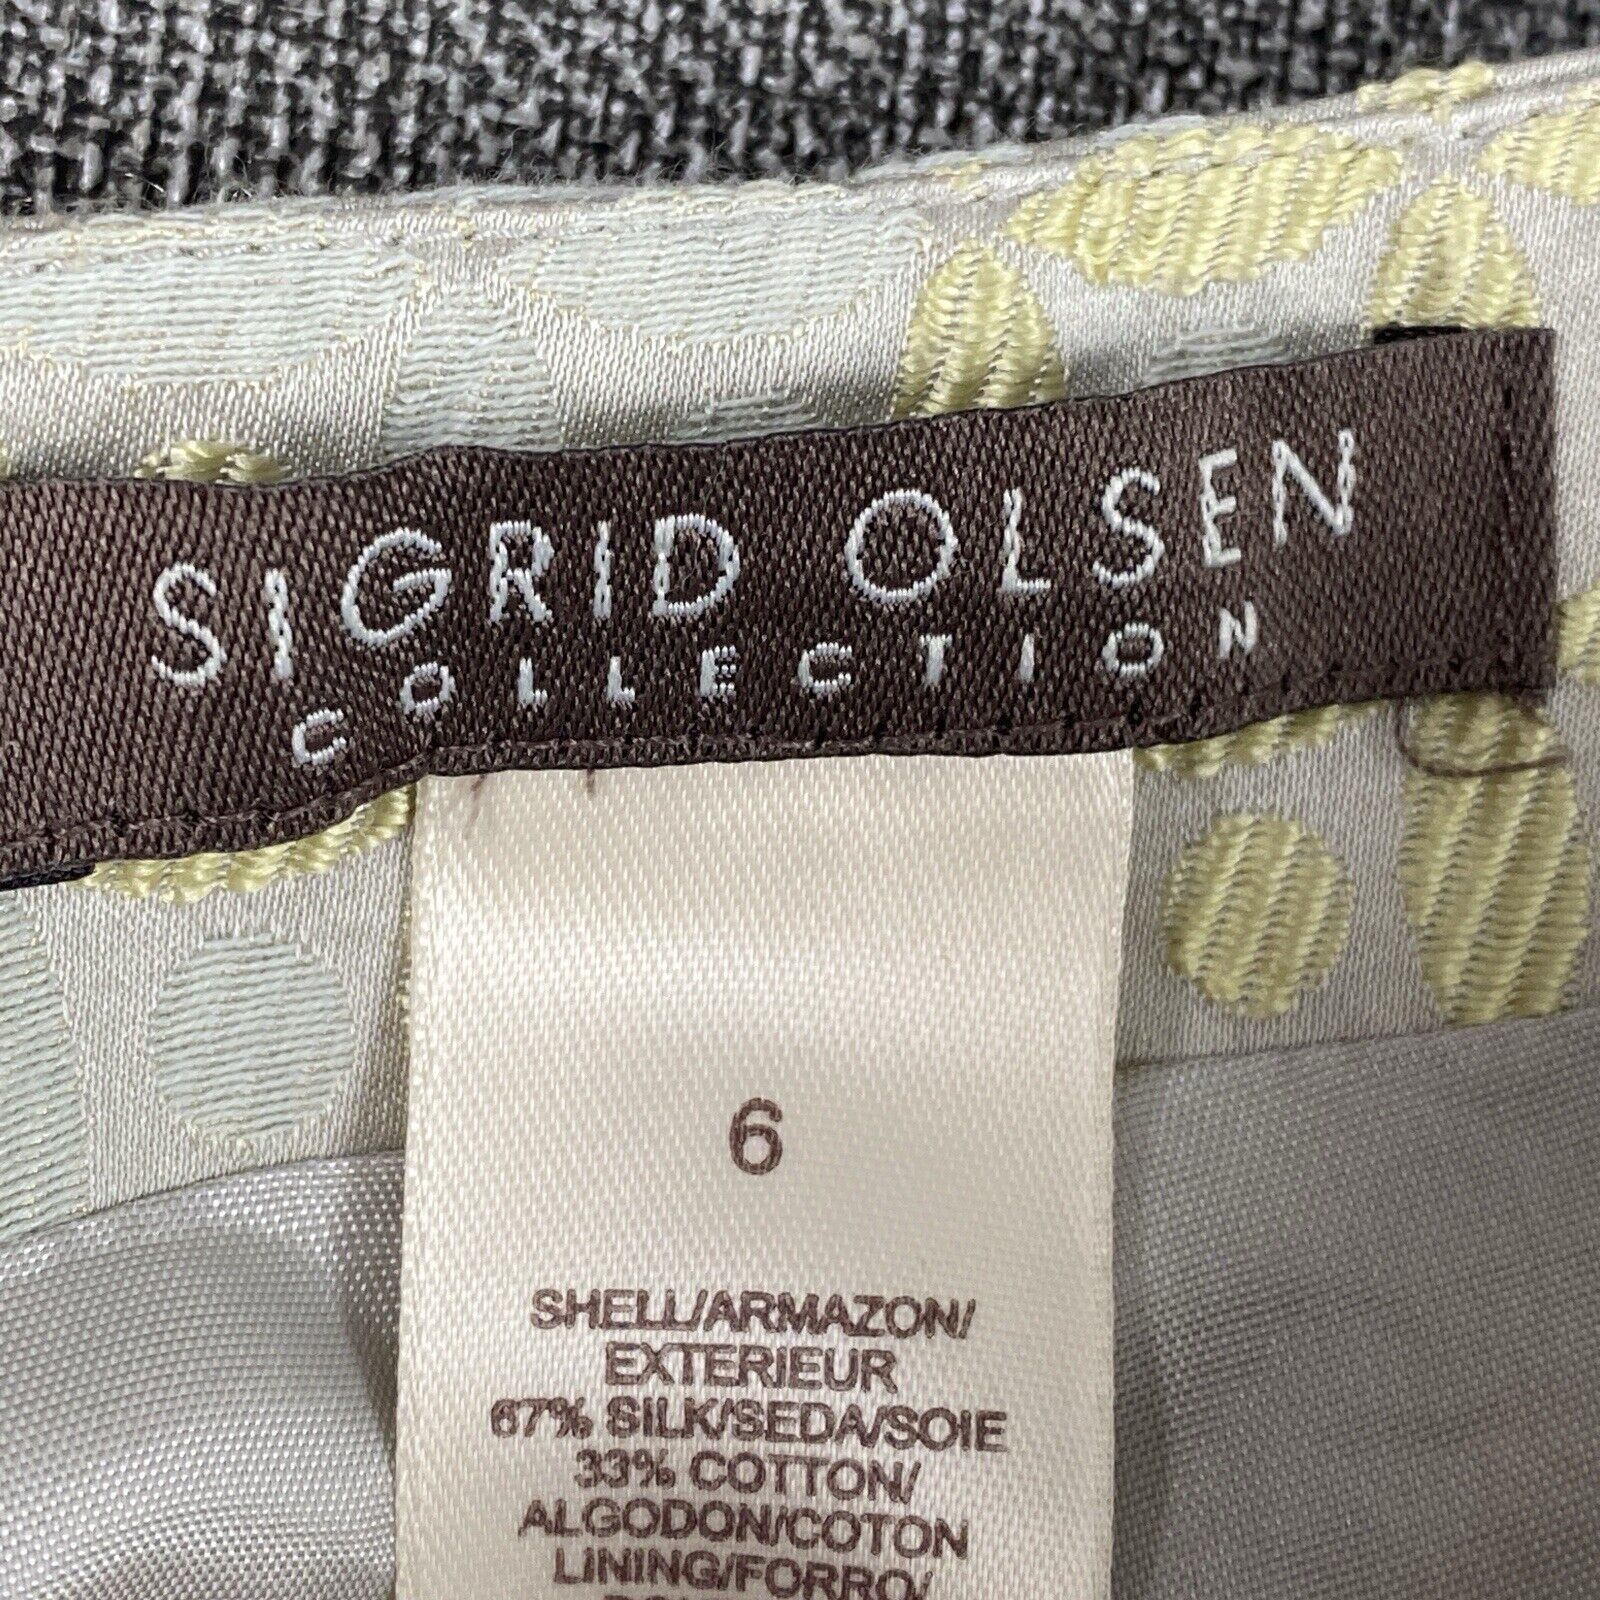 SIGRID OLSEN
COLLECTION
6
SHELL/ARMAZON/
EXTERIEUR
67% SILK/SEDA/SOIE
33% COTTON/
ALGODON/COTON
LINING/FORRO/